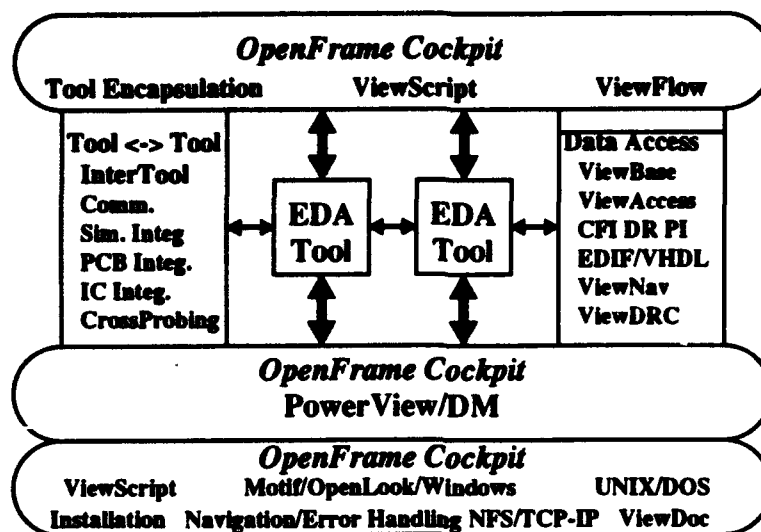 OpenFrame Cockpit
Tool Encapsulation ViewScript ViewFlow
Tool <-> Tool
InterTool
Comm.
Sim. Integ
PCB Integ.
IC Integ.
CrossProbing
EDA
Tool
EDA
Tool
Data Access
ViewBase
ViewAccess
CFI DR PI
EDIF/VHDL
ViewNav
ViewDRC
OpenFrame Cockpit
PowerView/DM
OpenFrame Cockpit
ViewScript Motif/OpenLook/Windows UNIX/DOS
Installation Navigation/Error Handling NFS/TCP-IP ViewDoc